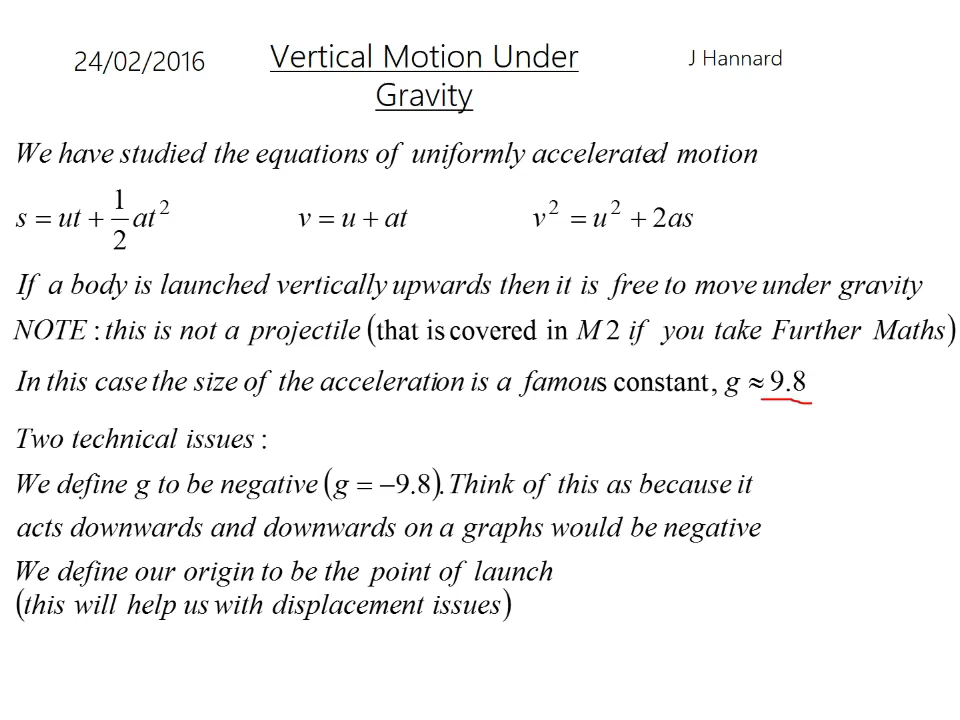 24/02/2016 Vertical Motion Under Gravity J Hannard
We have studied the equations of uniformly accelerated motion
s = ut + 1/2 at² v = u + at v² = u² + 2as
If a body is launched vertically upwards then it is free to move under gravity
NOTE : this is not a projectile (that is covered in M2 if you take Further Maths)
In this case the size of the acceleration is a famous constant, g ≈ 9.8
Two technical issues :
We define g to be negative (g = −9.8). Think of this as because it
acts downwards and downwards on a graphs would be negative
We define our origin to be the point of launch
(this will help us with displacement issues)